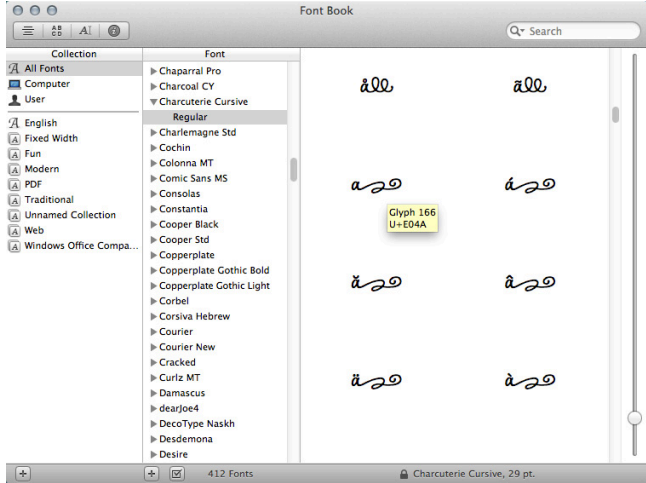 Font Book
AI
Search
Collection
All Fonts
Computer
User
English
Fixed Width
Fun
Modern
PDF
Traditional
Unnamed Collection
Web
Windows Office Compa...
Font
Chaparral Pro
Charcoal CY
Charcuterie Cursive
Regular
Charlemagne Std
Cochin
Colonna MT
Comic Sans MS
Consolas
Constantia
Cooper Black
Cooper Std
Copperplate
Copperplate Gothic Bold
Copperplate Gothic Light
Corbel
Corsiva Hebrew
Courier
Courier New
Cracked
Curlz MT
Damascus
dearJoe4
DecoType Naskh
Desdemona
Desire
åll ãll
a á
Glyph 166
U+E04A
ă â
ä à
412 Fonts
Charcuterie Cursive, 29 pt.